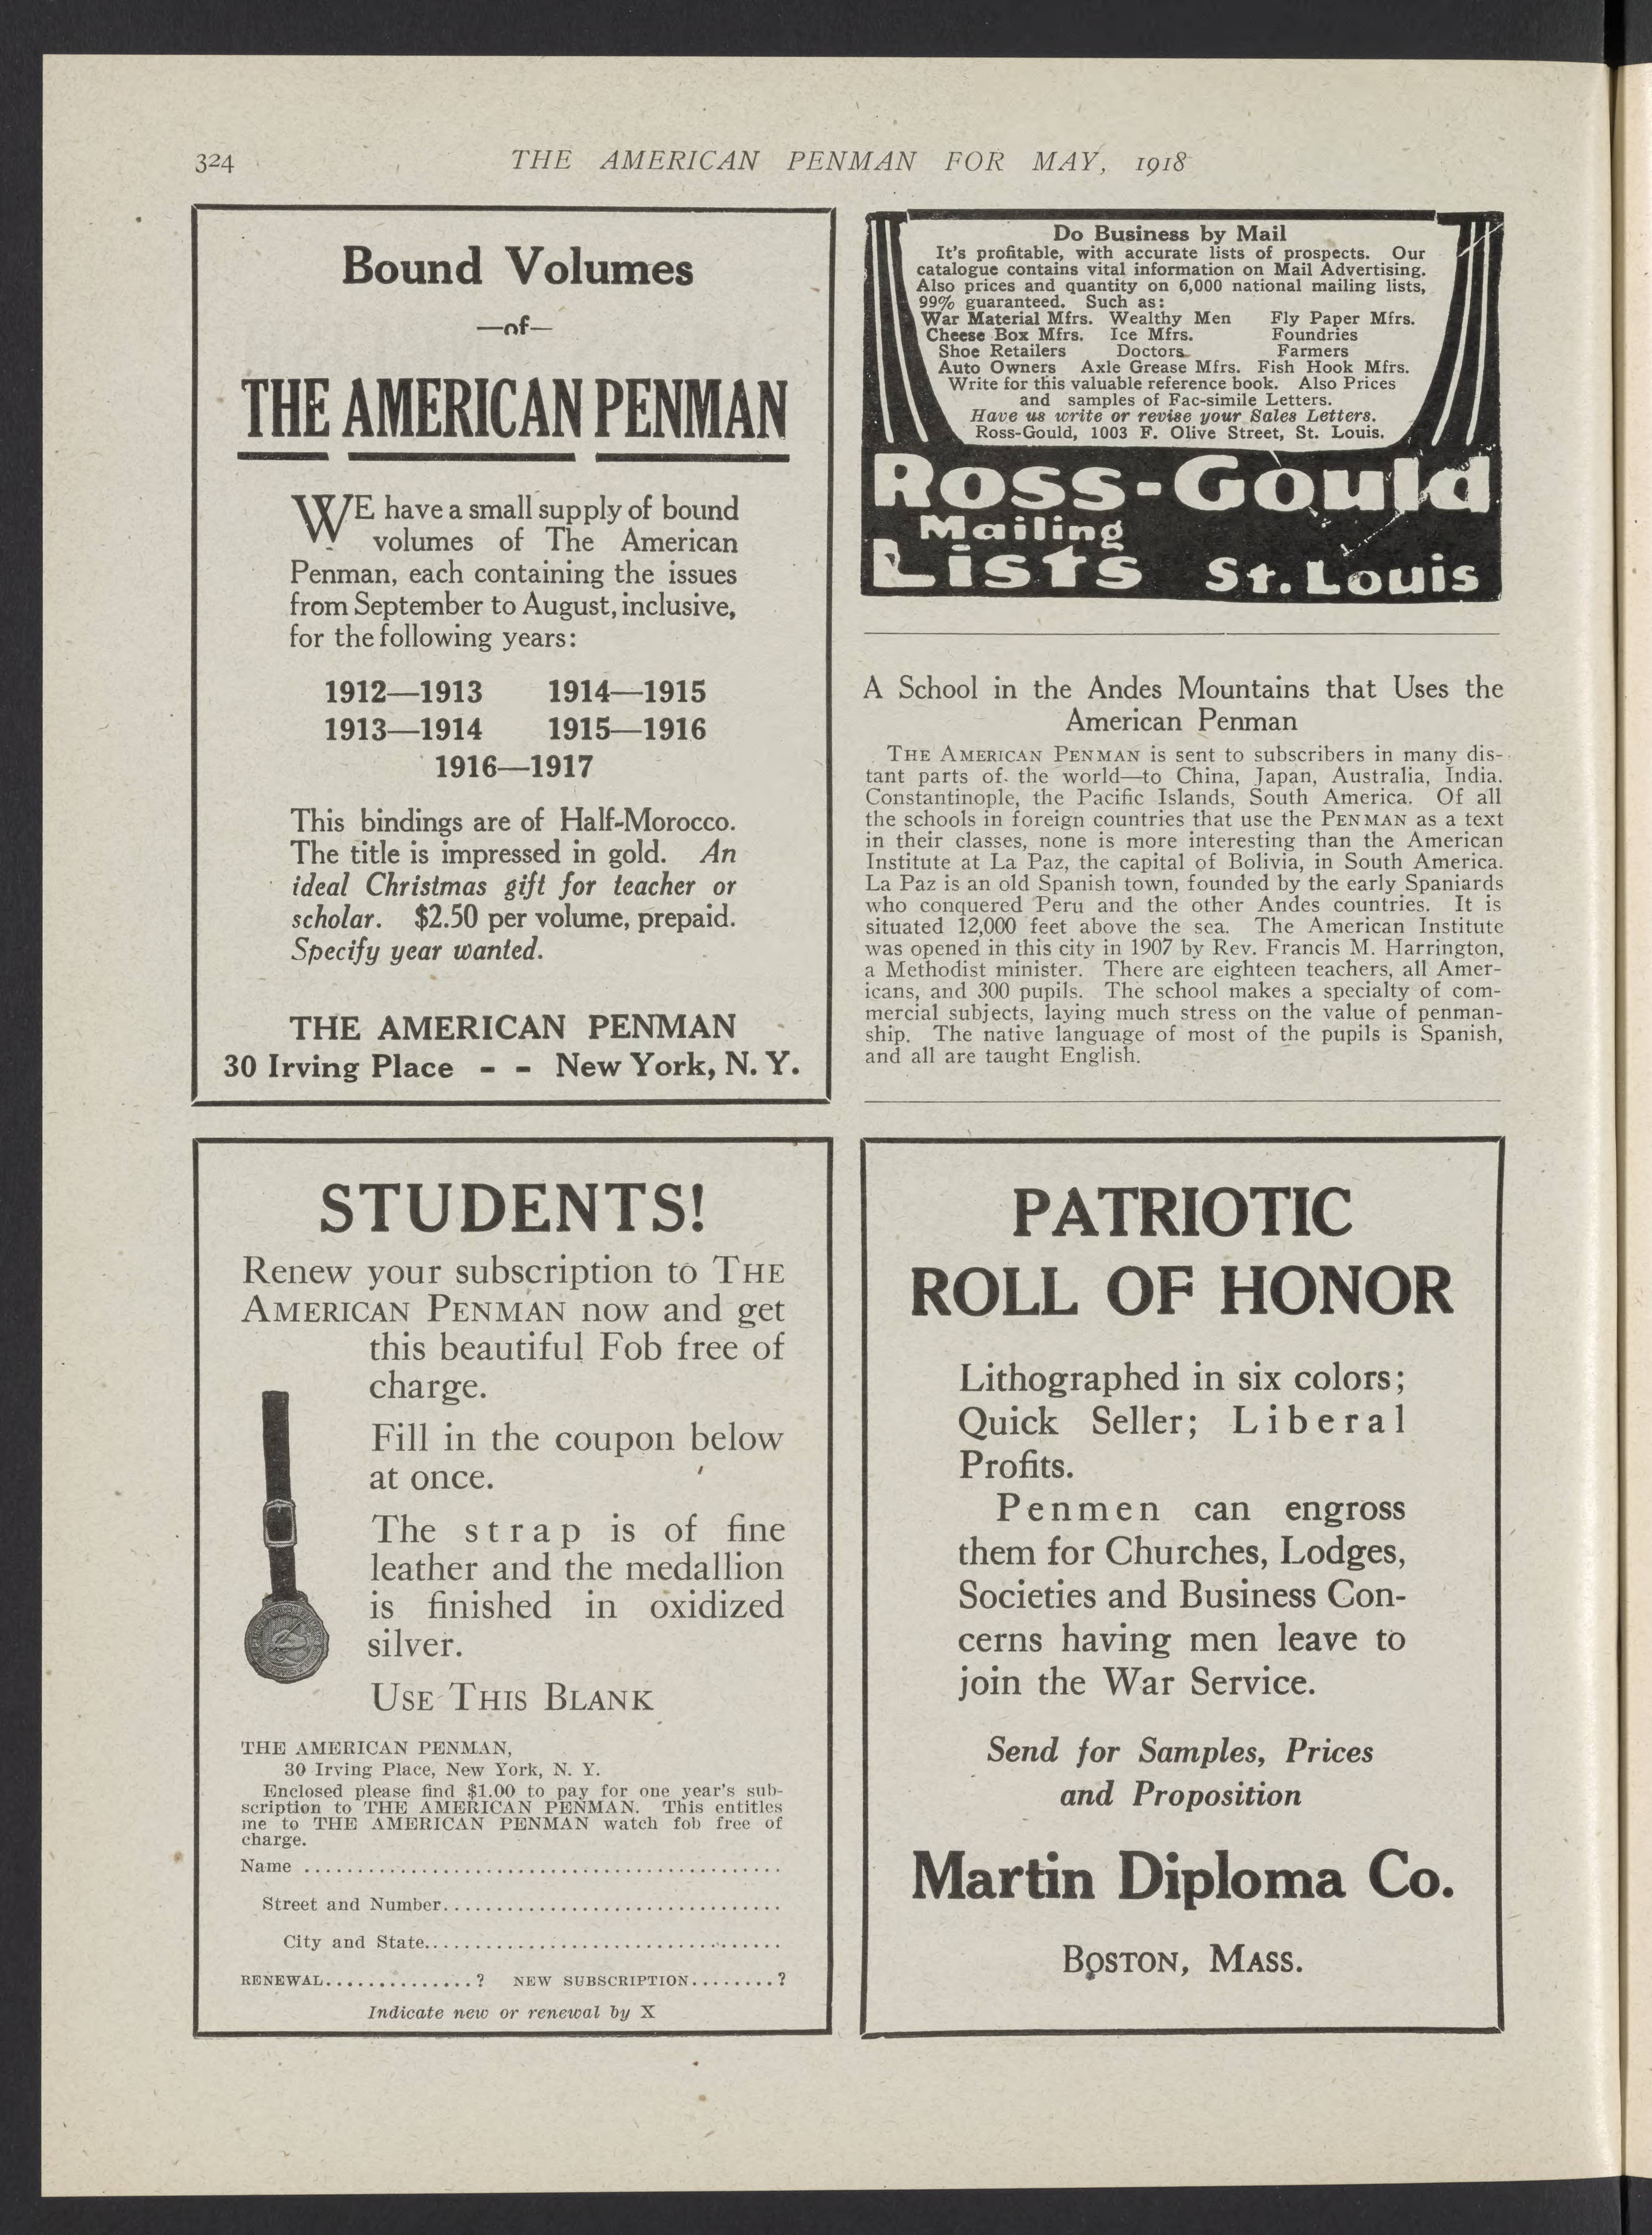 324
THE AMERICAN PENMAN FOR MAY, 1918
Bound Volumes
—of—
THE AMERICAN PENMAN
WE have a small supply of bound
volumes of The American
Penman, each containing the issues
from September to August, inclusive,
for the following years:
1912—1913 1914—1915
1913—1914 1915—1916
1916—1917
This bindings are of Half-Morocco.
The title is impressed in gold. An
ideal Christmas gift for teacher or
scholar. $2.50 per volume, prepaid.
Specify year wanted.
THE AMERICAN PENMAN
30 Irving Place - - New York, N. Y.
STUDENTS!
Renew your subscription to THE
AMERICAN PENMAN now and get
this beautiful Fob free of
charge.
Fill in the coupon below
at once.
The strap is of fine
leather and the medallion
is finished in oxidized
silver.
USE THIS BLANK
THE AMERICAN PENMAN,
30 Irving Place, New York, N. Y.
Enclosed please find $1.00 to pay for one year's sub-
scription to THE AMERICAN PENMAN. This entitles
me to THE AMERICAN PENMAN watch fob free of
charge.
Name ............................................
Street and Number................................
City and State..................................
RENEWAL..............? NEW SUBSCRIPTION........?
Indicate new or renewal by X
Do Business by Mail
It's profitable, with accurate lists of prospects. Our
catalogue contains vital information on Mail Advertising.
Also prices and quantity on 6,000 national mailing lists,
99% guaranteed. Such as:
War Material Mfrs. Wealthy Men Fly Paper Mfrs.
Cheese Box Mfrs. Ice Mfrs. Foundries
Shoe Retailers Doctors Farmers
Auto Owners Axle Grease Mfrs. Fish Hook Mfrs.
Write for this valuable reference book. Also Prices
and samples of Fac-simile Letters.
Have us write or revise your Sales Letters.
Ross-Gould, 1003 F. Olive Street, St. Louis.
Ross-Gould
Mailing
Lists St. Louis
A School in the Andes Mountains that Uses the
American Penman
THE AMERICAN PENMAN is sent to subscribers in many dis-
tant parts of the world—to China, Japan, Australia, India.
Constantinople, the Pacific Islands, South America. Of all
the schools in foreign countries that use the PENMAN as a text
in their classes, none is more interesting than the American
Institute at La Paz, the capital of Bolivia, in South America.
La Paz is an old Spanish town, founded by the early Spaniards
who conquered Peru and the other Andes countries. It is
situated 12,000 feet above the sea. The American Institute
was opened in this city in 1907 by Rev. Francis M. Harrington,
a Methodist minister. There are eighteen teachers, all Amer-
icans, and 300 pupils. The school makes a specialty of com-
mercial subjects, laying much stress on the value of penman-
ship. The native language of most of the pupils is Spanish,
and all are taught English.
PATRIOTIC
ROLL OF HONOR
Lithographed in six colors;
Quick Seller; Liberal
Profits.
Penmen can engross
them for Churches, Lodges,
Societies and Business Con-
cerns having men leave to
join the War Service.
Send for Samples, Prices
and Proposition
Martin Diploma Co.
BOSTON, MASS.